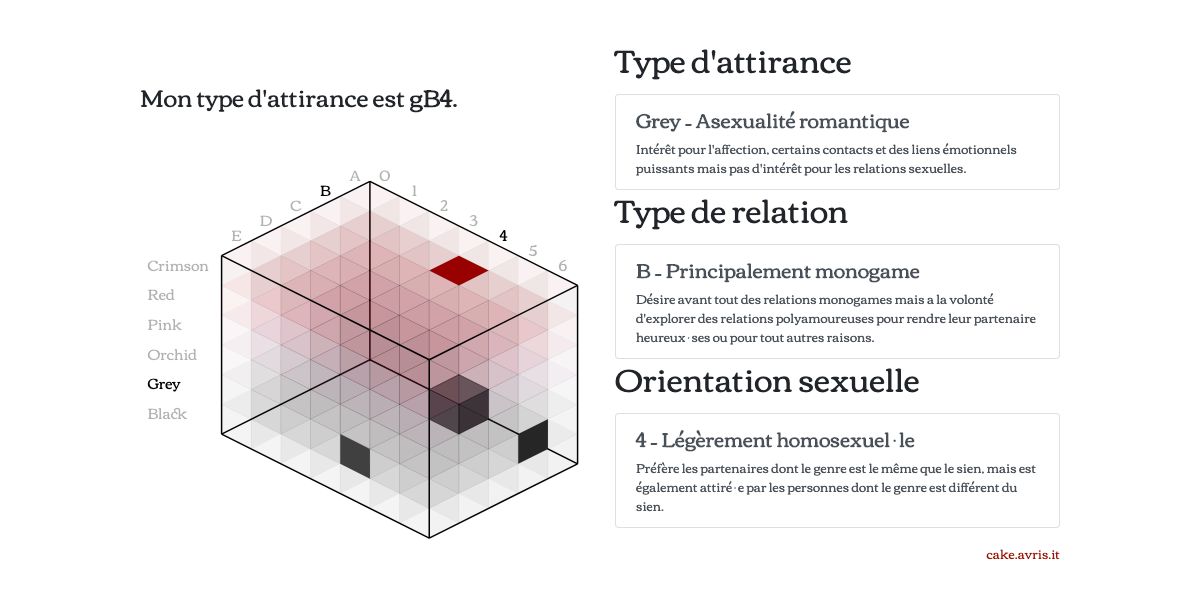 Mon type d'attirance est gB4.
A O
B 1
C 2
D 3
E 4
5
6
Crimson
Red
Pink
Orchid
Grey
Black
Type d'attirance
Grey - Asexualité romantique
Intérêt pour l'affection, certains contacts et des liens émotionnels
puissants mais pas d'intérêt pour les relations sexuelles.
Type de relation
B - Principalement monogame
Désire avant tout des relations monogames mais a la volonté
d'explorer des relations polyamoureuses pour rendre leur partenaire
heureux·ses ou pour tout autres raisons.
Orientation sexuelle
4 - Légèrement homosexuel·le
Préfère les partenaires dont le genre est le même que le sien, mais est
également attiré·e par les personnes dont le genre est différent du
sien.
cake.avris.it